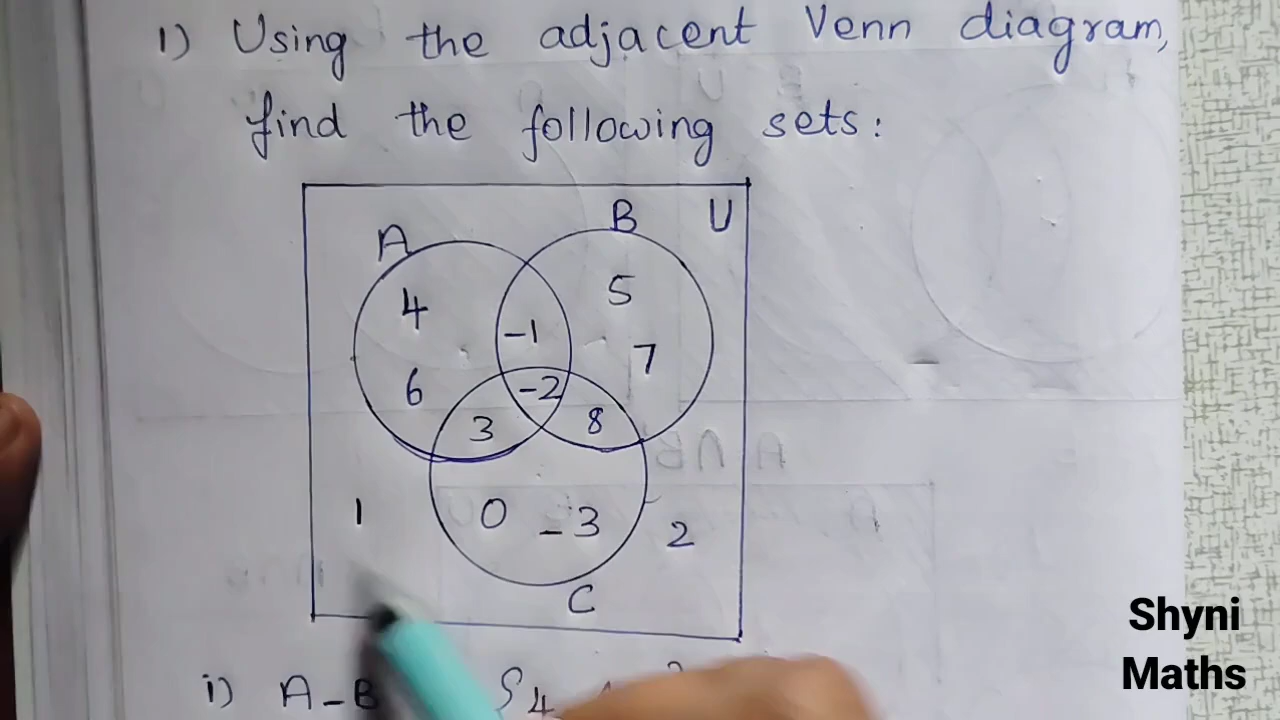 1) Using the adjacent Venn diagram,
find the following sets:
A B U
4 5
-1
7
6 -2
3 8
1 0 -3 2
C
i) A-B {4
Shyni
Maths